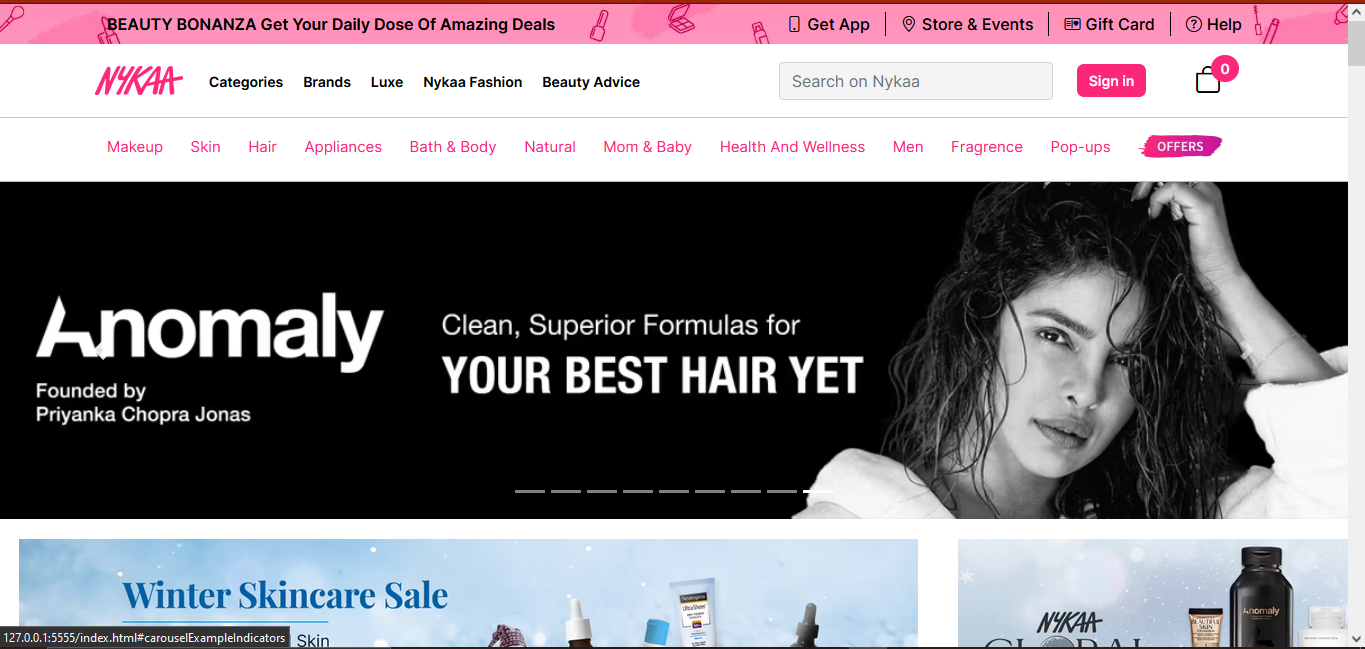 BEAUTY BONANZA Get Your Daily Dose Of Amazing Deals
Get App
Store & Events
Gift Card
Help
NYKAA
Categories
Brands
Luxe
Nykaa Fashion
Beauty Advice
Search on Nykaa
Sign in
0
Makeup
Skin
Hair
Appliances
Bath & Body
Natural
Mom & Baby
Health And Wellness
Men
Fragrence
Pop-ups
OFFERS
Anomaly
Founded by
Priyanka Chopra Jonas
Clean, Superior Formulas for
YOUR BEST HAIR YET
Winter Skincare Sale
Neutrogena
UltraSheer
Skin
NYKAA
GLOBAL
Anomaly
BEAUTIFUL
SKIN
127.0.0.1:5555/index.html#carouselExampleIndicators